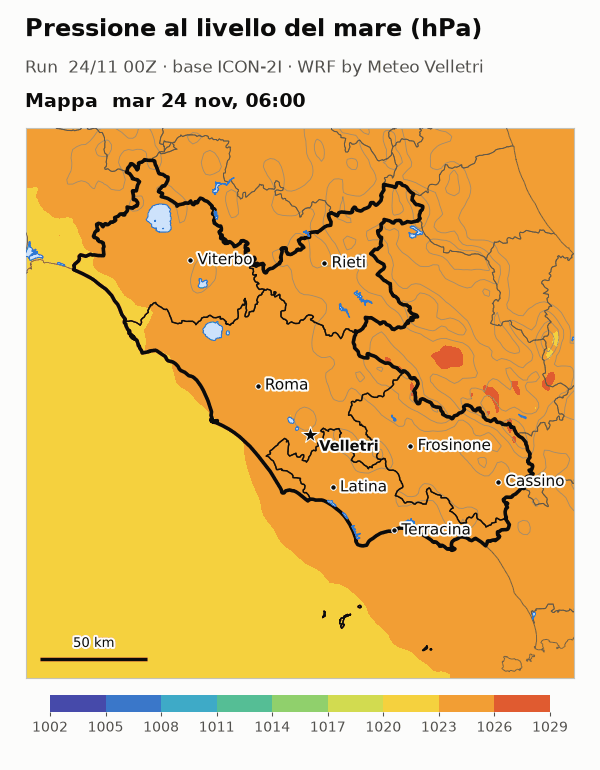 Pressione al livello del mare (hPa)
Run  24/11 00Z · base ICON-2I · WRF by Meteo Velletri
Mappa  mar 24 nov, 06:00
Viterbo
Rieti
Roma
Velletri
Frosinone
Cassino
Latina
Terracina
50 km
1002 1005 1008 1011 1014 1017 1020 1023 1026 1029